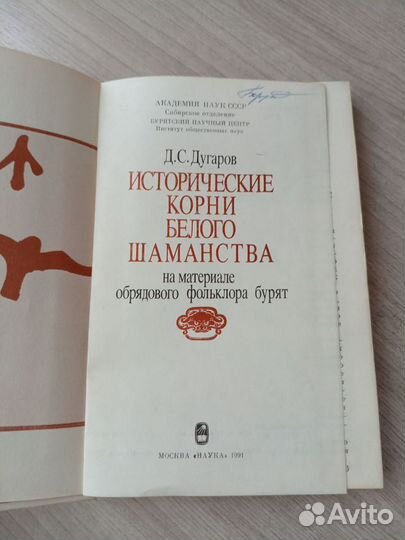 АКАДЕМИЯ НАУК СССР
Сибирское отделение
БУРЯТСКИЙ НАУЧНЫЙ ЦЕНТР
Институт общественных наук
Д.С.Дугаров
ИСТОРИЧЕСКИЕ
КОРНИ
БЕЛОГО
ШАМАНСТВА
на материале
обрядового фольклора бурят
МОСКВА «НАУКА» 1991
Avito